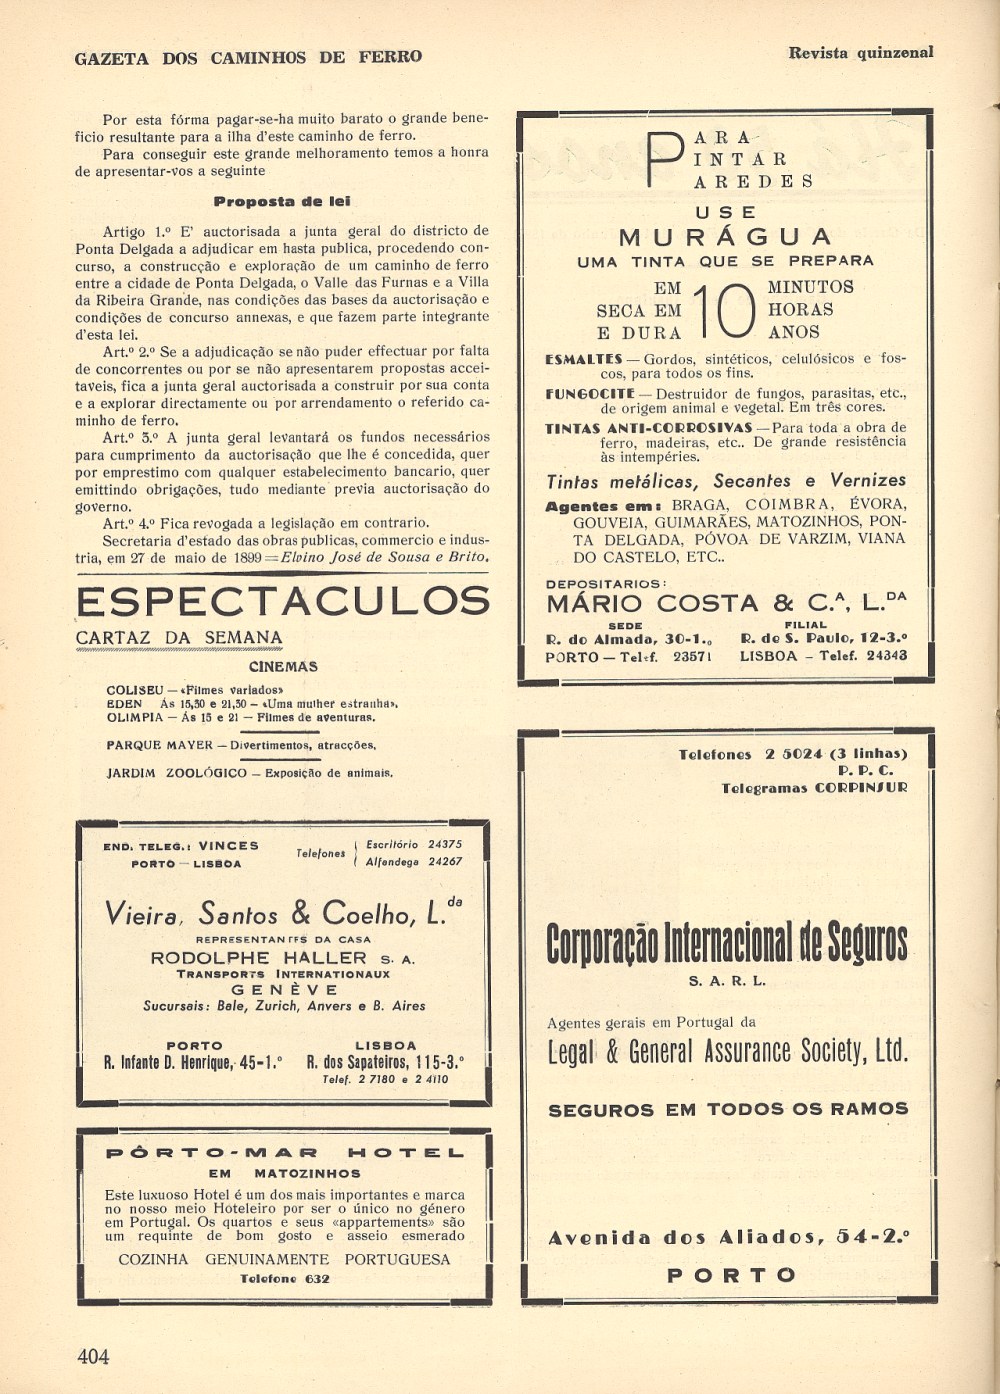 GAZETA DOS CAMINHOS DE FERRO
Revista quinzenal
Por esta fórma pagar-se-ha muito barato o grande bene-
ficio resultante para a ilha d'este caminho de ferro.
Para conseguir este grande melhoramento temos a honra
de apresentar-vos a seguinte
Proposta de lei
Artigo 1.º E' auctorisada a junta geral do districto de
Ponta Delgada a adjudicar em hasta publica, procedendo con-
curso, a construcção e exploração de um caminho de ferro
entre a cidade de Ponta Delgada, o Valle das Furnas e a Villa
da Ribeira Grande, nas condições das bases da auctorisação e
condições de concurso annexas, e que fazem parte integrante
d'esta lei.
Art.º 2.º Se a adjudicação se não puder effectuar por falta
de concorrentes ou por se não apresentarem propostas accei-
taveis, fica a junta geral auctorisada a construir por sua conta
e a explorar directamente ou por arrendamento o referido ca-
minho de ferro.
Art.º 3.º A junta geral levantará os fundos necessários
para cumprimento da auctorisação que lhe é concedida, quer
por emprestimo com qualquer estabelecimento bancario, quer
emittindo obrigações, tudo mediante previa auctorisação do
governo.
Art.º 4.º Fica revogada a legislação em contrario.
Secretaria d'estado das obras publicas, commercio e indus-
tria, em 27 de maio de 1899=Elvino José de Sousa e Brito.
ESPECTACULOS
CARTAZ DA SEMANA
CINEMAS
COLISEU — «Filmes variados»
EDEN Ás 15,30 e 21,30 — «Uma mulher estranha».
OLIMPIA — Ás 15 e 21 — Filmes de aventuras.
PARQUE MAYER — Divertimentos, atracções.
JARDIM ZOOLÓGICO — Exposição de animais.
END. TELEG.: VINCES
PORTO — LISBOA
Telefones
Escritório 24375
Alfandega 24267
Vieira, Santos & Coelho, L.da
REPRESENTANTES DA CASA
RODOLPHE HALLER S. A.
TRANSPORTS INTERNATIONAUX
GENÈVE
Sucursais: Bale, Zurich, Anvers e B. Aires
PORTO
R. Infante D. Henrique, 45-1.º
LISBOA
R. dos Sapateiros, 115-3.º
Telef. 2 7180 e 2 4110
PÔRTO-MAR HOTEL
EM MATOZINHOS
Este luxuoso Hotel é um dos mais importantes e marca
no nosso meio Hoteleiro por ser o único no género
em Portugal. Os quartos e seus «appartements» são
um requinte de bom gosto e asseio esmerado
COZINHA GENUINAMENTE PORTUGUESA
Telefone 632
PARA
PINTAR
PAREDES
USE
MURÁGUA
UMA TINTA QUE SE PREPARA
EM 10 MINUTOS
SECA EM 10 HORAS
E DURA 10 ANOS
ESMALTES — Gordos, sintéticos, celulósicos e fos-
cos, para todos os fins.
FUNGOCITE — Destruidor de fungos, parasitas, etc.,
de origem animal e vegetal. Em três cores.
TINTAS ANTI-CORROSIVAS — Para toda a obra de
ferro, madeiras, etc.. De grande resistência
às intempéries.
Tintas metálicas, Secantes e Vernizes
Agentes em: BRAGA, COIMBRA, ÉVORA,
GOUVEIA, GUIMARÃES, MATOZINHOS, PON-
TA DELGADA, PÓVOA DE VARZIM, VIANA
DO CASTELO, ETC..
DEPOSITARIOS:
MÁRIO COSTA & C.A, L.DA
SEDE
R. do Almada, 30-1.º
PORTO — Telef. 23571
FILIAL
R. de S. Paulo, 12-3.º
LISBOA – Telef. 24343
Telefones 2 5024 (3 linhas)
P. P. C.
Telegramas CORPINSUR
Corporação Internacional de Seguros
S. A. R. L.
Agentes gerais em Portugal da
Legal & General Assurance Society, Ltd.
SEGUROS EM TODOS OS RAMOS
Avenida dos Aliados, 54-2.º
PORTO
404